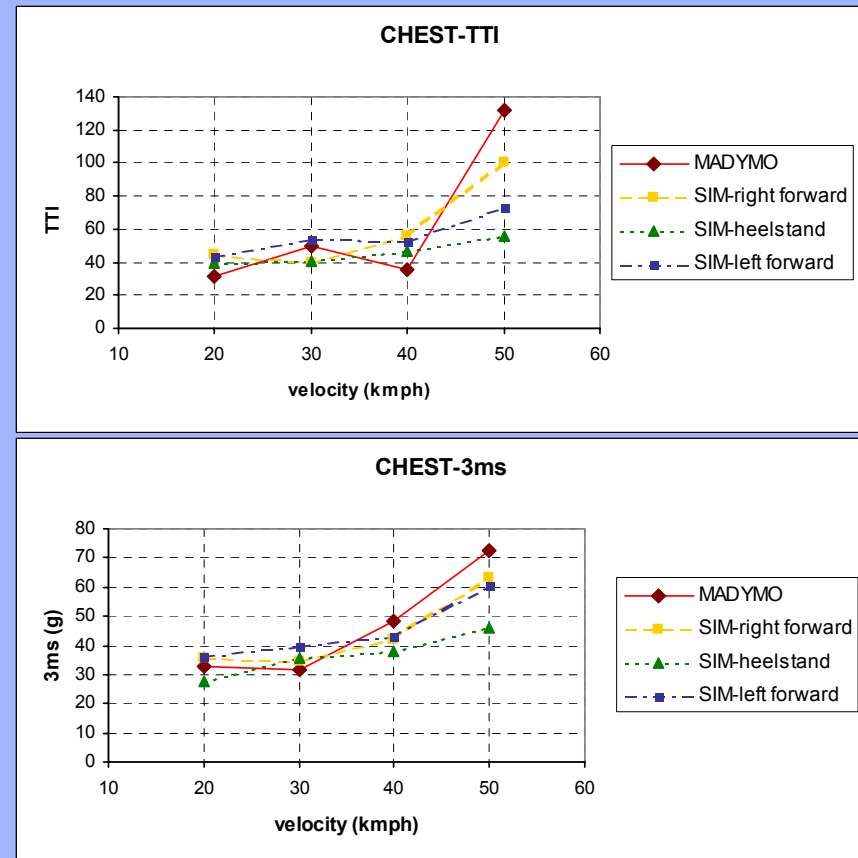 CHEST-TTI
TTI
140
120
100
80
60
40
20
0
10 20 30 40 50 60
velocity (kmph)
MADYMO
SIM-right forward
SIM-heelstand
SIM-left forward
CHEST-3ms
3ms (g)
80
70
60
50
40
30
20
10
0
10 20 30 40 50 60
velocity (kmph)
MADYMO
SIM-right forward
SIM-heelstand
SIM-left forward